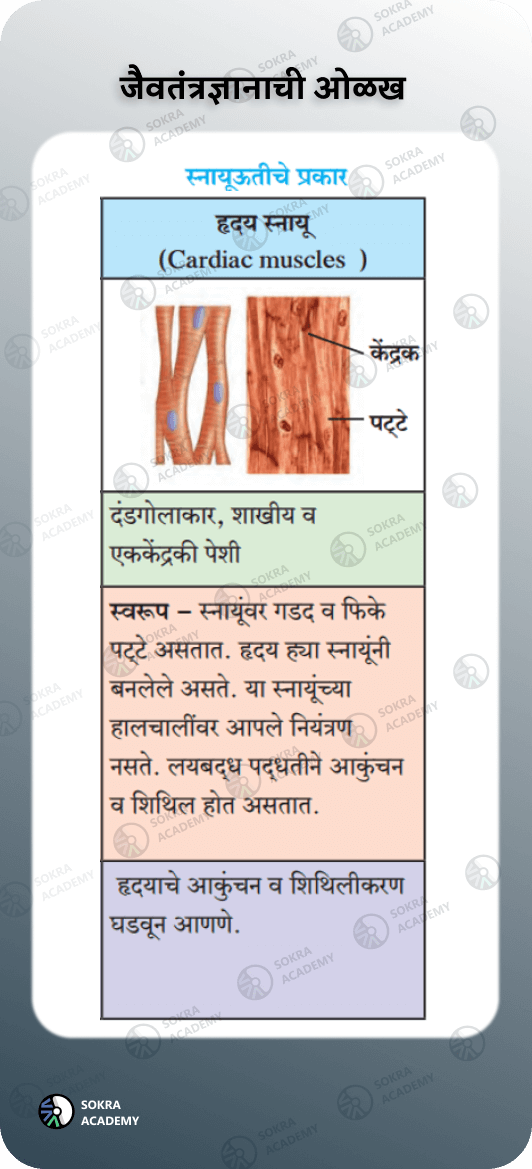 जैवतंत्रज्ञानाची ओळख
स्नायूऊतीचे प्रकार
हृदय स्नायू
(Cardiac muscles )
केंद्रक
पट्टे
दंडगोलाकार, शाखीय व
एककेंद्रकी पेशी
स्वरूप – स्नायूंवर गडद व फिके
पट्टे असतात. हृदय ह्या स्नायूंनी
बनलेले असते. या स्नायूंच्या
हालचालींवर आपले नियंत्रण
नसते. लयबद्ध पद्धतीने आकुंचन
व शिथिल होत असतात.
हृदयाचे आकुंचन व शिथिलीकरण
घडवून आणणे.
SOKRA
ACADEMY